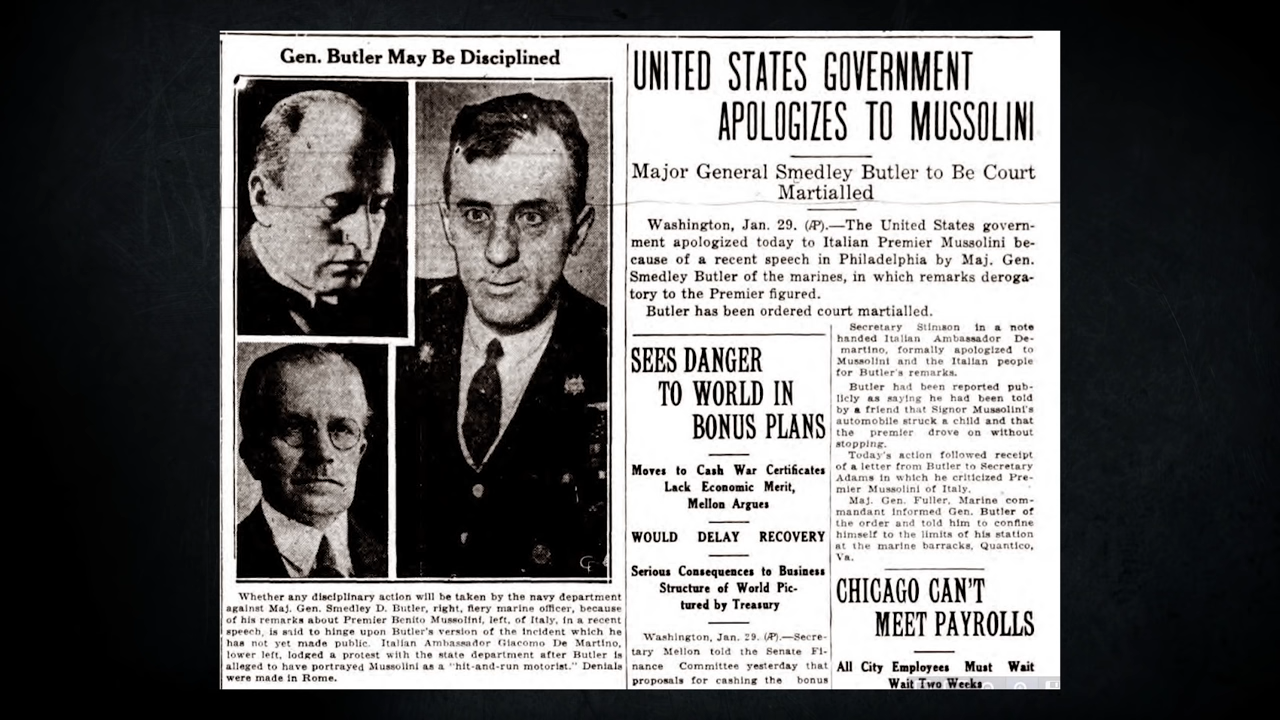 Gen. Butler May Be Disciplined
Whether any disciplinary action will be taken by the navy department
against Maj. Gen. Smedley D. Butler, right, fiery marine officer, because
of his remarks about Premier Benito Mussolini, left, of Italy, in a recent
speech, is said to hinge upon Butler's version of the incident which he
has not yet made public. Italian Ambassador Giacomo De Martino,
lower left, lodged a protest with the state department after Butler is
alleged to have portrayed Mussolini as a "hit-and-run motorist." Denials
were made in Rome.
UNITED STATES GOVERNMENT
APOLOGIZES TO MUSSOLINI
Major General Smedley Butler to Be Court
Martialled
Washington, Jan. 29. (AP).—The United States govern-
ment apologized today to Italian Premier Mussolini be-
cause of a recent speech in Philadelphia by Maj. Gen.
Smedley Butler of the marines, in which remarks deroga-
tory to the Premier figured.
Butler has been ordered court martialled.
SEES DANGER
TO WORLD IN
BONUS PLANS
Moves to Cash War Certificates
Lack Economic Merit,
Mellon Argues
WOULD DELAY RECOVERY
Serious Consequences to Business
Structure of World Pic-
tured by Treasury
Washington, Jan. 29. (AP).—Secre-
tary Mellon told the Senate Fi-
nance Committee yesterday that
proposals for cashing the bonus
Secretary Stimson in a note
handed Italian Ambassador De-
martino, formally apologized to
Mussolini and the Italian people
for Butler's remarks.
Butler had been reported pub-
licly as saying he had been told
by a friend that Signor Mussolini's
automobile struck a child and that
the premier drove on without
stopping.
Today's action followed receipt
of a letter from Butler to Secretary
Adams in which he criticized Pre-
mier Mussolini of Italy.
Maj. Gen. Fuller, Marine com-
mandant informed Gen. Butler of
the order and told him to confine
himself to the limits of his station
at the marine barracks, Quantico,
Va.
CHICAGO CAN'T
MEET PAYROLLS
All City Employees Must Wait
Wait Two Weeks